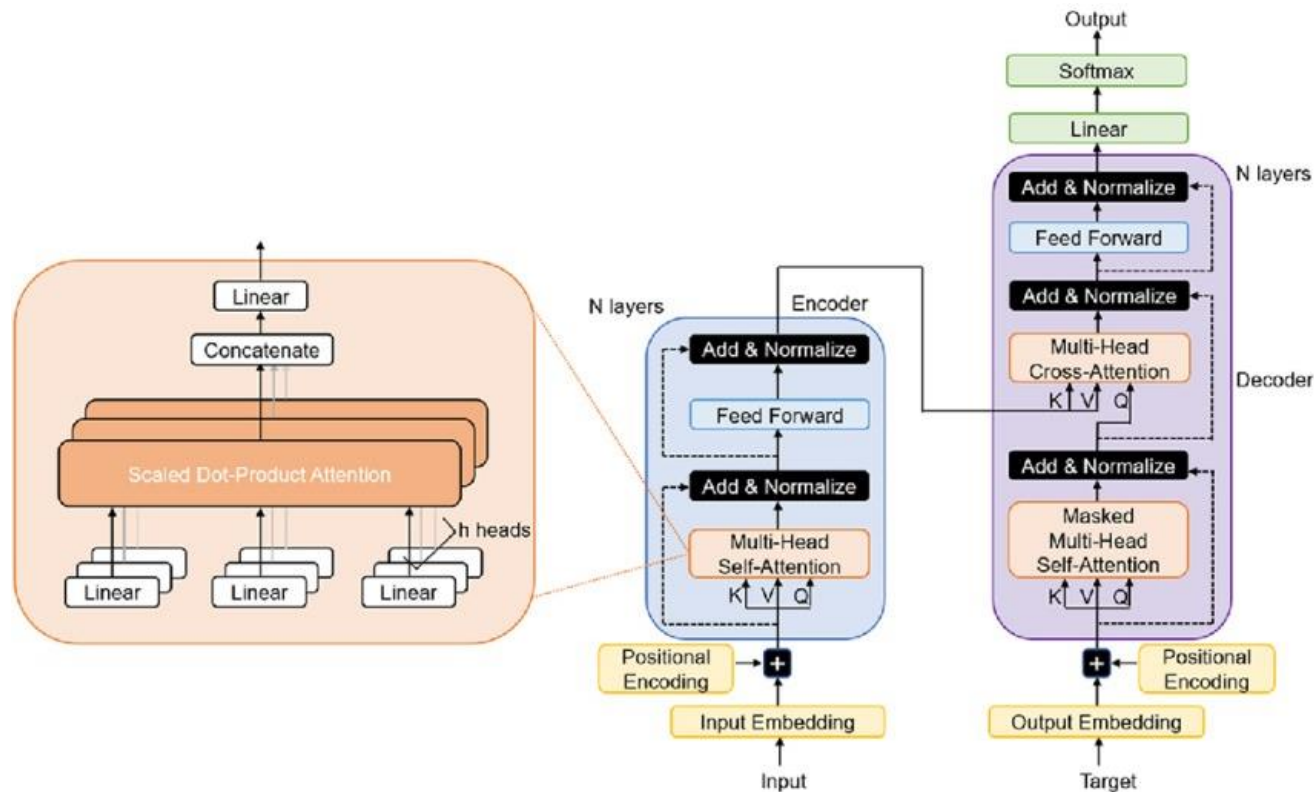 Output
Softmax
Linear
N layers
Add & Normalize
Feed Forward
Add & Normalize
Multi-Head
Cross-Attention
K V Q
Decoder
Add & Normalize
Masked
Multi-Head
Self-Attention
K V Q
+
Positional
Encoding
Output Embedding
Target
N layers
Encoder
Add & Normalize
Feed Forward
Add & Normalize
Multi-Head
Self-Attention
K V Q
Positional
Encoding
+
Input Embedding
Input
Linear
Concatenate
Scaled Dot-Product Attention
h heads
Linear
Linear
Linear